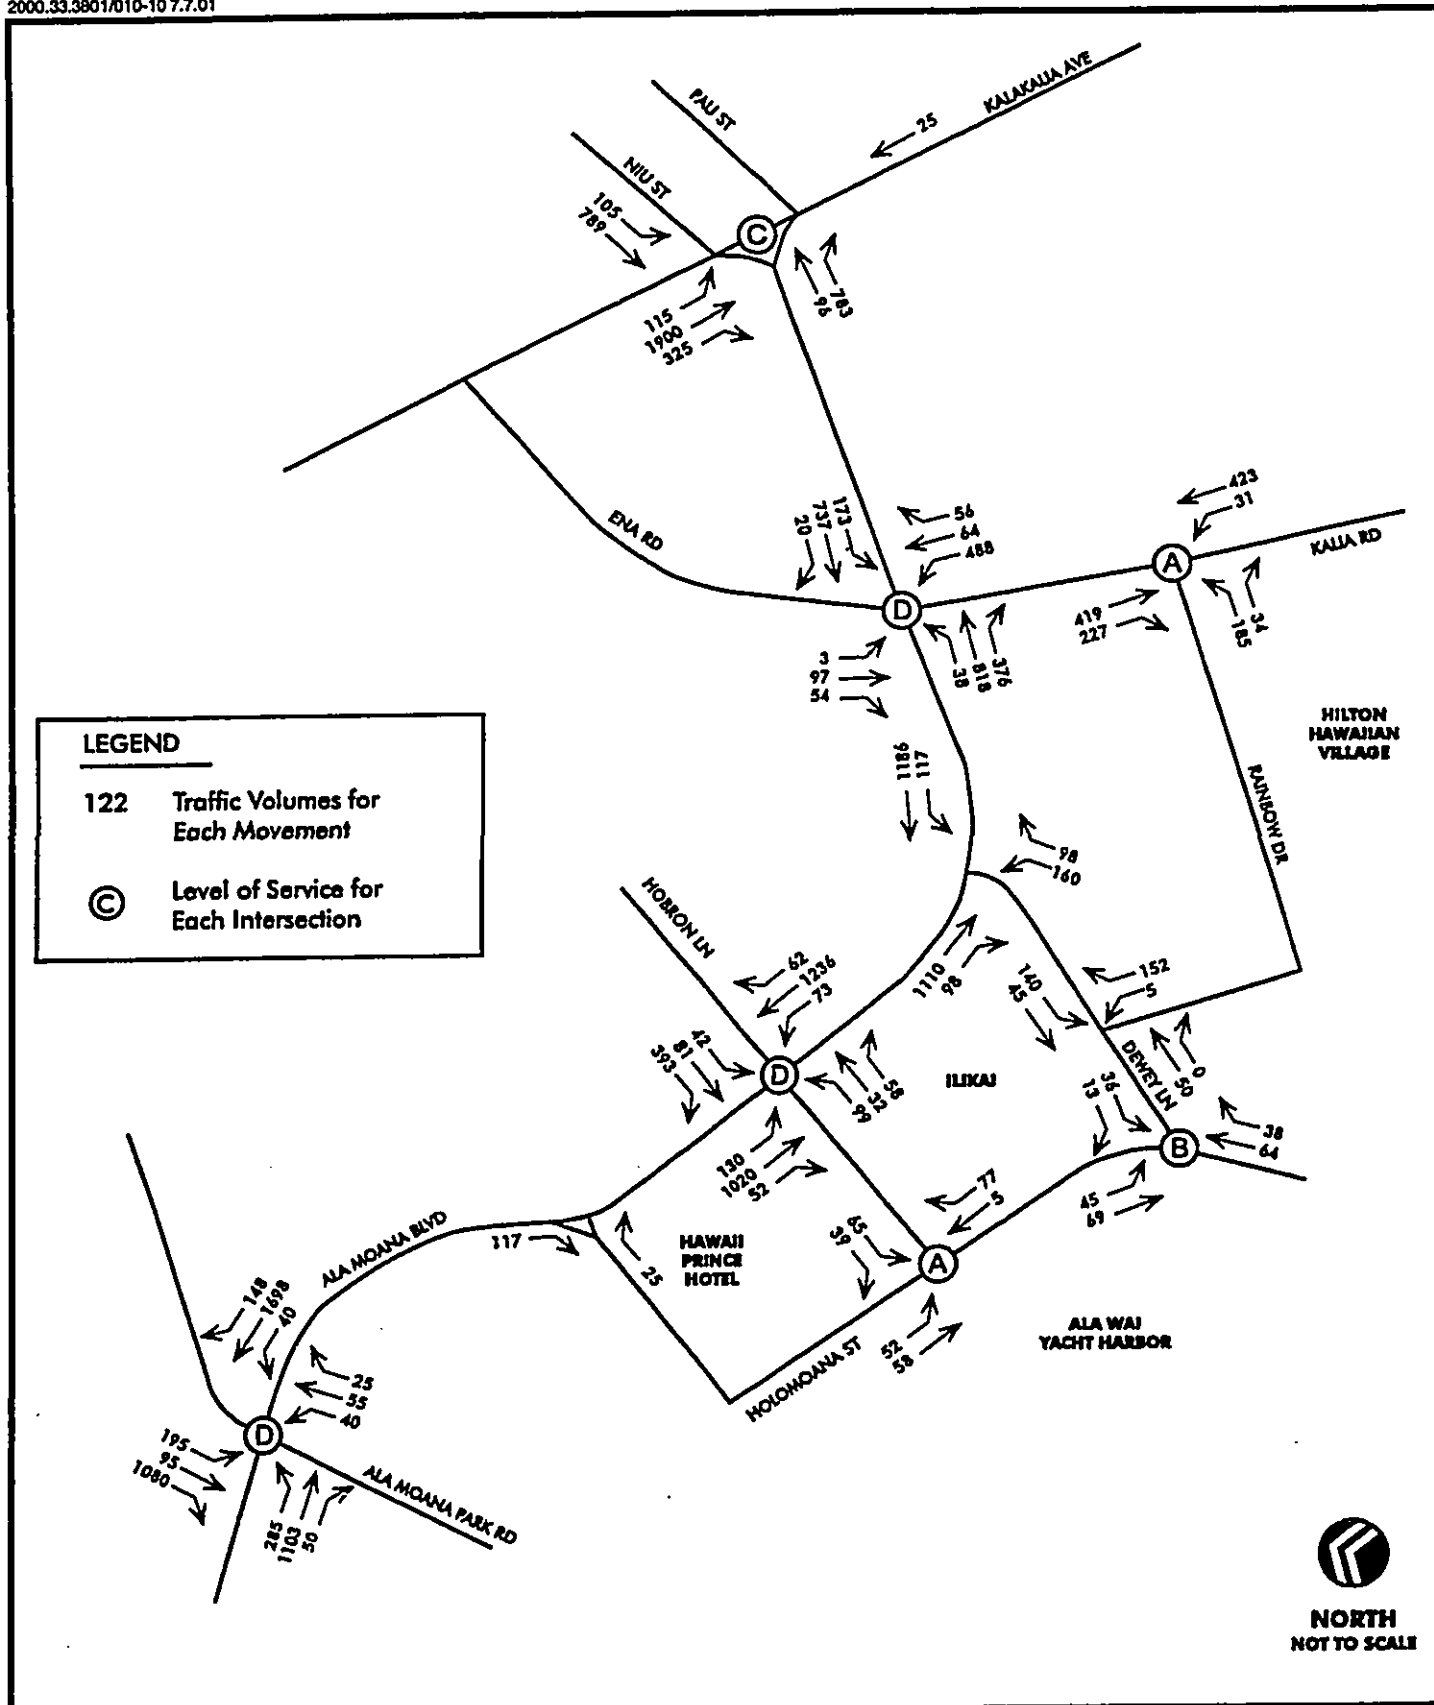 2000.33.3801/010-10 7.7.01
PAU ST
KALAKAUA AVE
25
NIU ST
105
789
C
115
1900
325
96
783
ENA RD
20
737
173
56
64
488
423
31
KALIA RD
D
A
419
227
185
34
3
97
54
38
818
376
HILTON
HAWAIIAN
VILLAGE
RAINBOW DR
LEGEND
122 Traffic Volumes for
Each Movement
C Level of Service for
Each Intersection
1186
117
98
160
HOBRON LN
62
1236
73
1110
98
140
45
152
5
DEWEY LN
50
0
42
81
393
D
99
32
58
ILIKAI
36
13
38
64
B
45
69
130
1020
52
77
5
65
39
A
52
58
ALA MOANA BLVD
117
25
HAWAII
PRINCE
HOTEL
ALA WAI
YACHT HARBOR
HOLOMOANA ST
148
1698
40
25
55
40
D
195
95
1080
285
1103
50
ALA MOANA PARK RD
NORTH
NOT TO SCALE